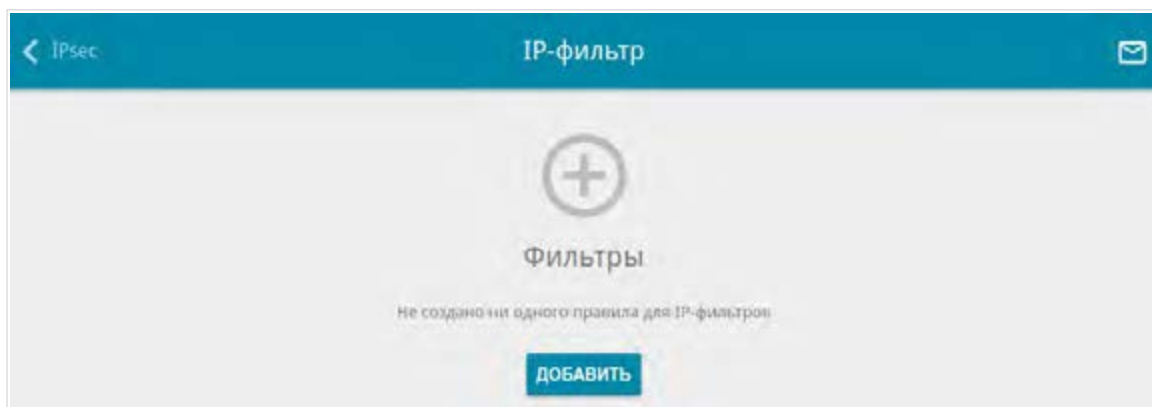 IPsec
IP-фильтр
Фильтры
Не создано ни одного правила для IP-фильтров
ДОБАВИТЬ